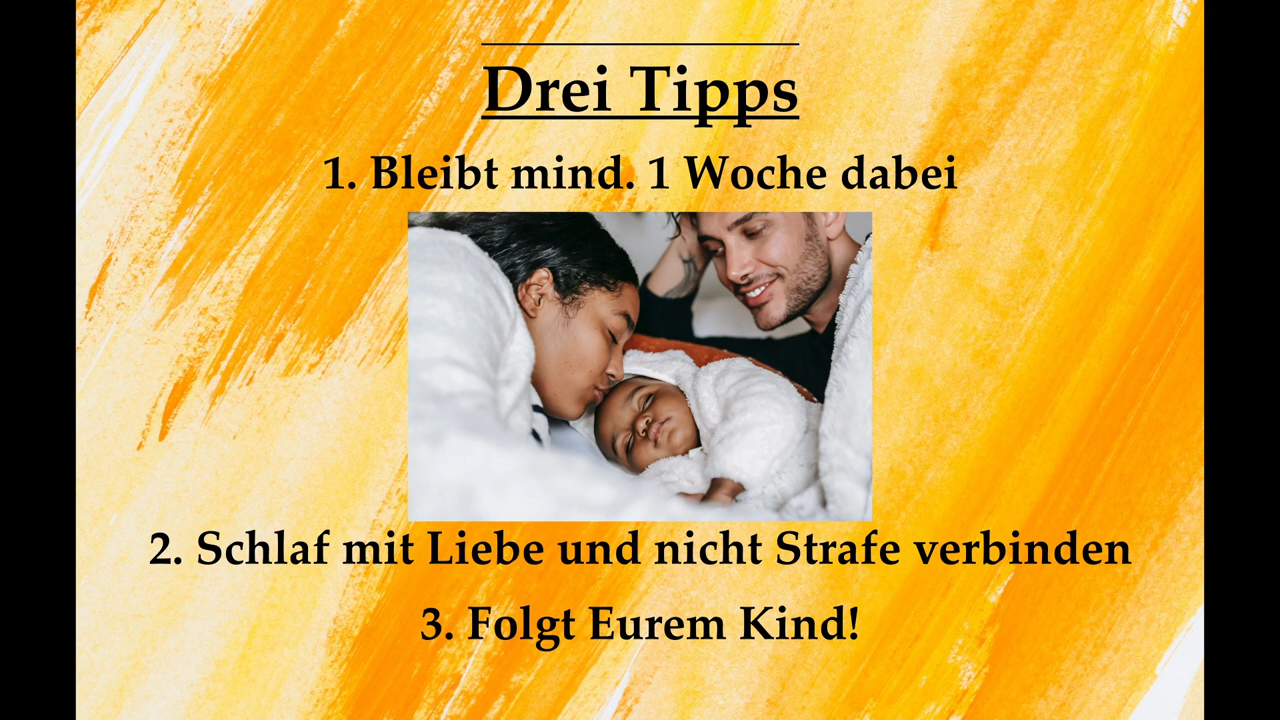 Drei Tipps
1. Bleibt mind. 1 Woche dabei
2. Schlaf mit Liebe und nicht Strafe verbinden
3. Folgt Eurem Kind!